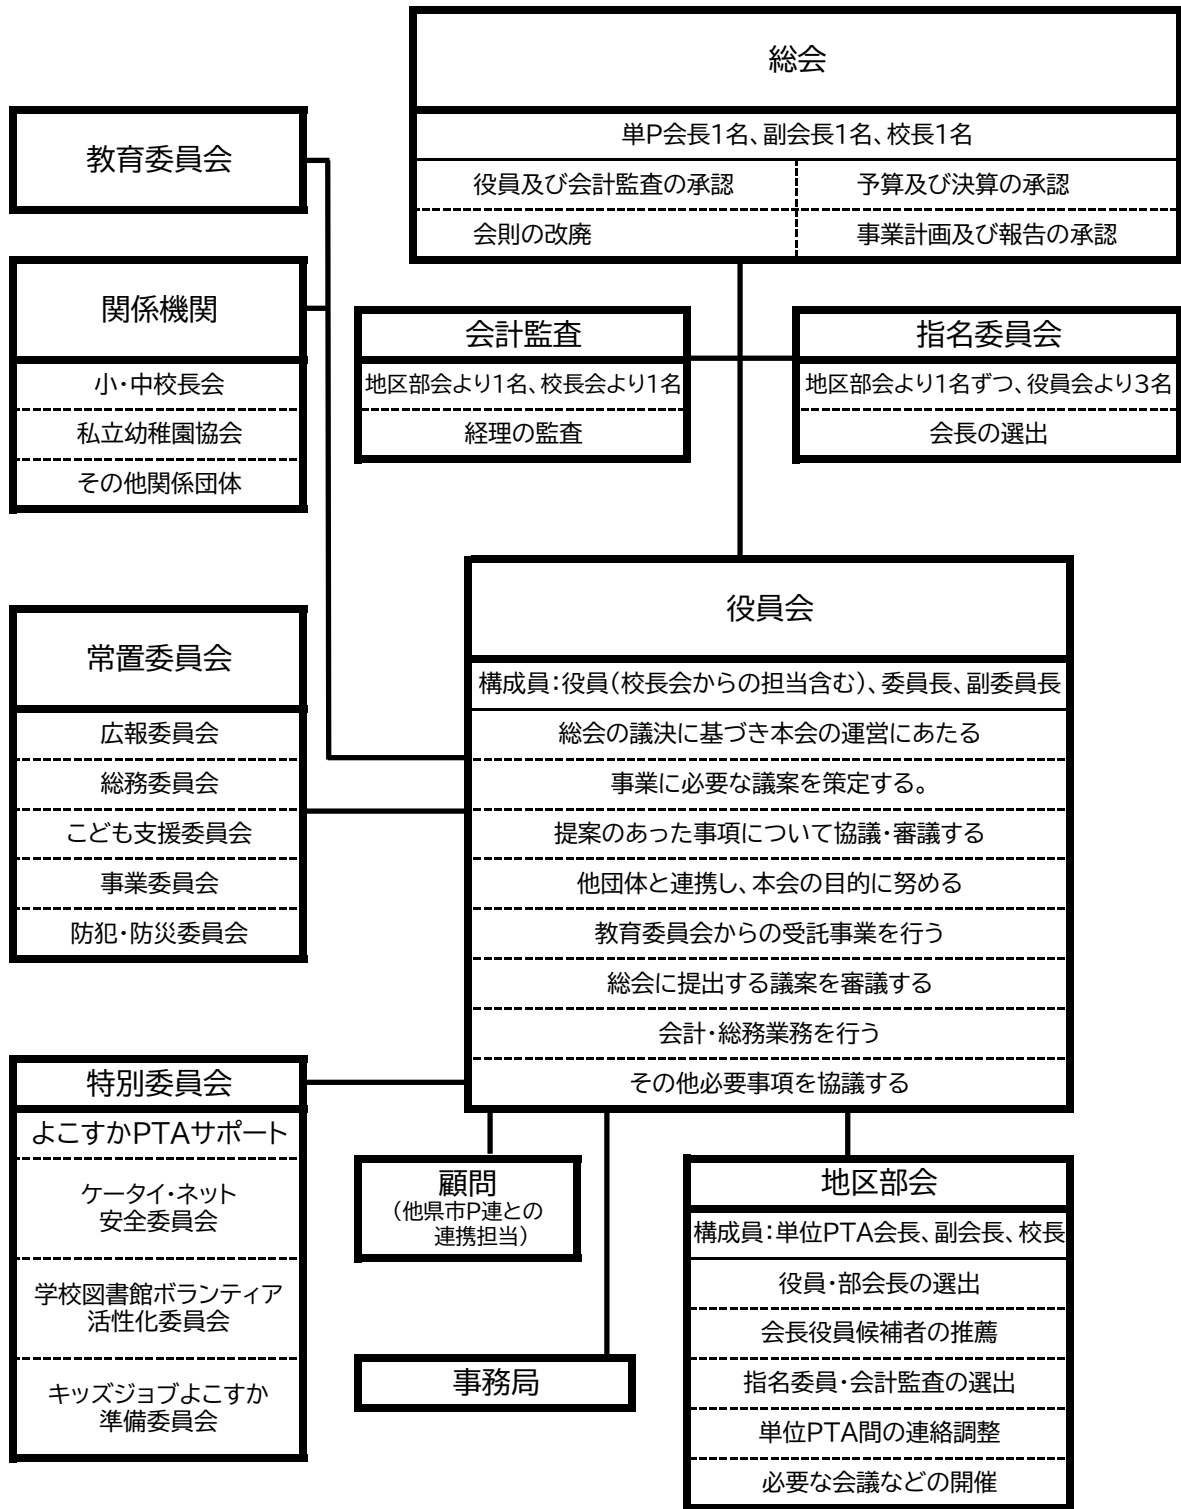 総会
単P会長1名、副会長1名、校長1名
役員及び会計監査の承認
予算及び決算の承認
会則の改廃
事業計画及び報告の承認
教育委員会
関係機関
小・中校長会
私立幼稚園協会
その他関係団体
会計監査
地区部会より1名、校長会より1名
経理の監査
指名委員会
地区部会より1名ずつ、役員会より3名
会長の選出
役員会
構成員：役員（校長会からの担当含む）、委員長、副委員長
総会の議決に基づき本会の運営にあたる
事業に必要な議案を策定する。
提案のあった事項について協議・審議する
他団体と連携し、本会の目的に努める
教育委員会からの受託事業を行う
総会に提出する議案を審議する
会計・総務業務を行う
その他必要事項を協議する
常置委員会
広報委員会
総務委員会
こども支援委員会
事業委員会
防犯・防災委員会
特別委員会
よこすかPTAサポート
ケータイ・ネット
安全委員会
学校図書館ボランティア
活性化委員会
キッズジョブよこすか
準備委員会
顧問
（他県市P連との
連携担当）
事務局
地区部会
構成員：単位PTA会長、副会長、校長
役員・部会長の選出
会長役員候補者の推薦
指名委員・会計監査の選出
単位PTA間の連絡調整
必要な会議などの開催